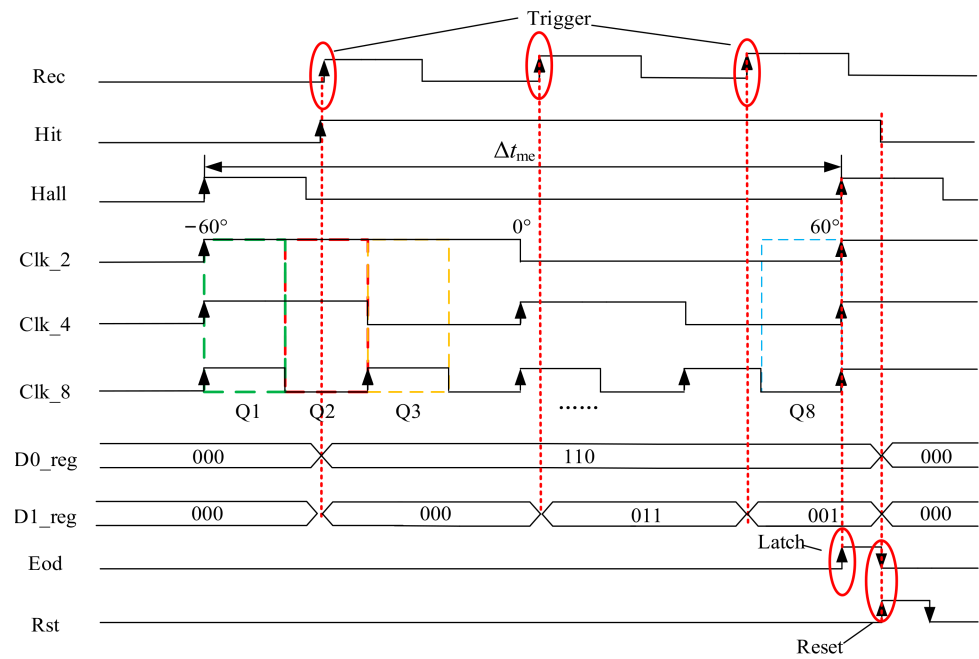 Trigger
Rec
Hit
Δtme
Hall
−60° 0° 60°
Clk_2
Clk_4
Clk_8
Q1 Q2 Q3 ...... Q8
D0_reg 000 110 000
D1_reg 000 000 011 001 000
Latch
Eod
Rst
Reset